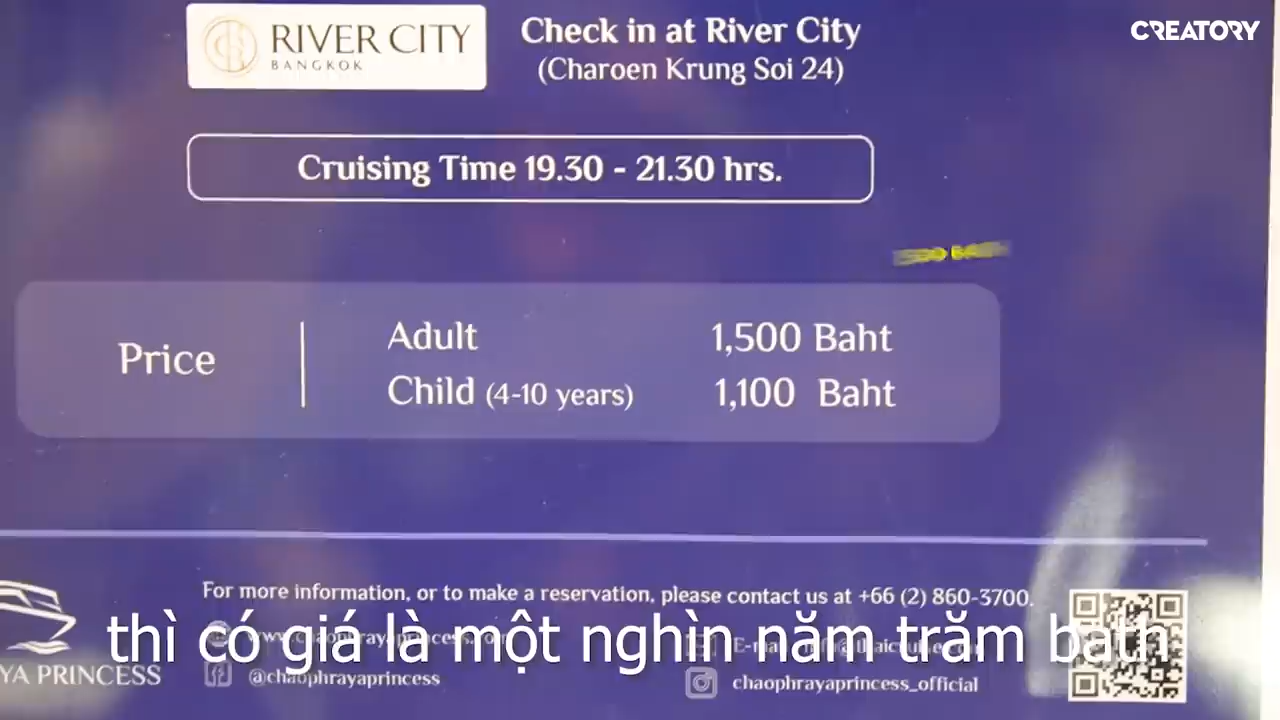 CREATORY
RIVER CITY
BANGKOK
Check in at River City
(Charoen Krung Soi 24)
Cruising Time 19.30 - 21.30 hrs.
Price
Adult 1,500 Baht
Child (4-10 years) 1,100 Baht
For more information, or to make a reservation, please contact us at +66 (2) 860-3700.
thì có giá là một nghìn năm trăm bath
YA PRINCESS
@chaophrayaprincess
chaophrayaprincess_official